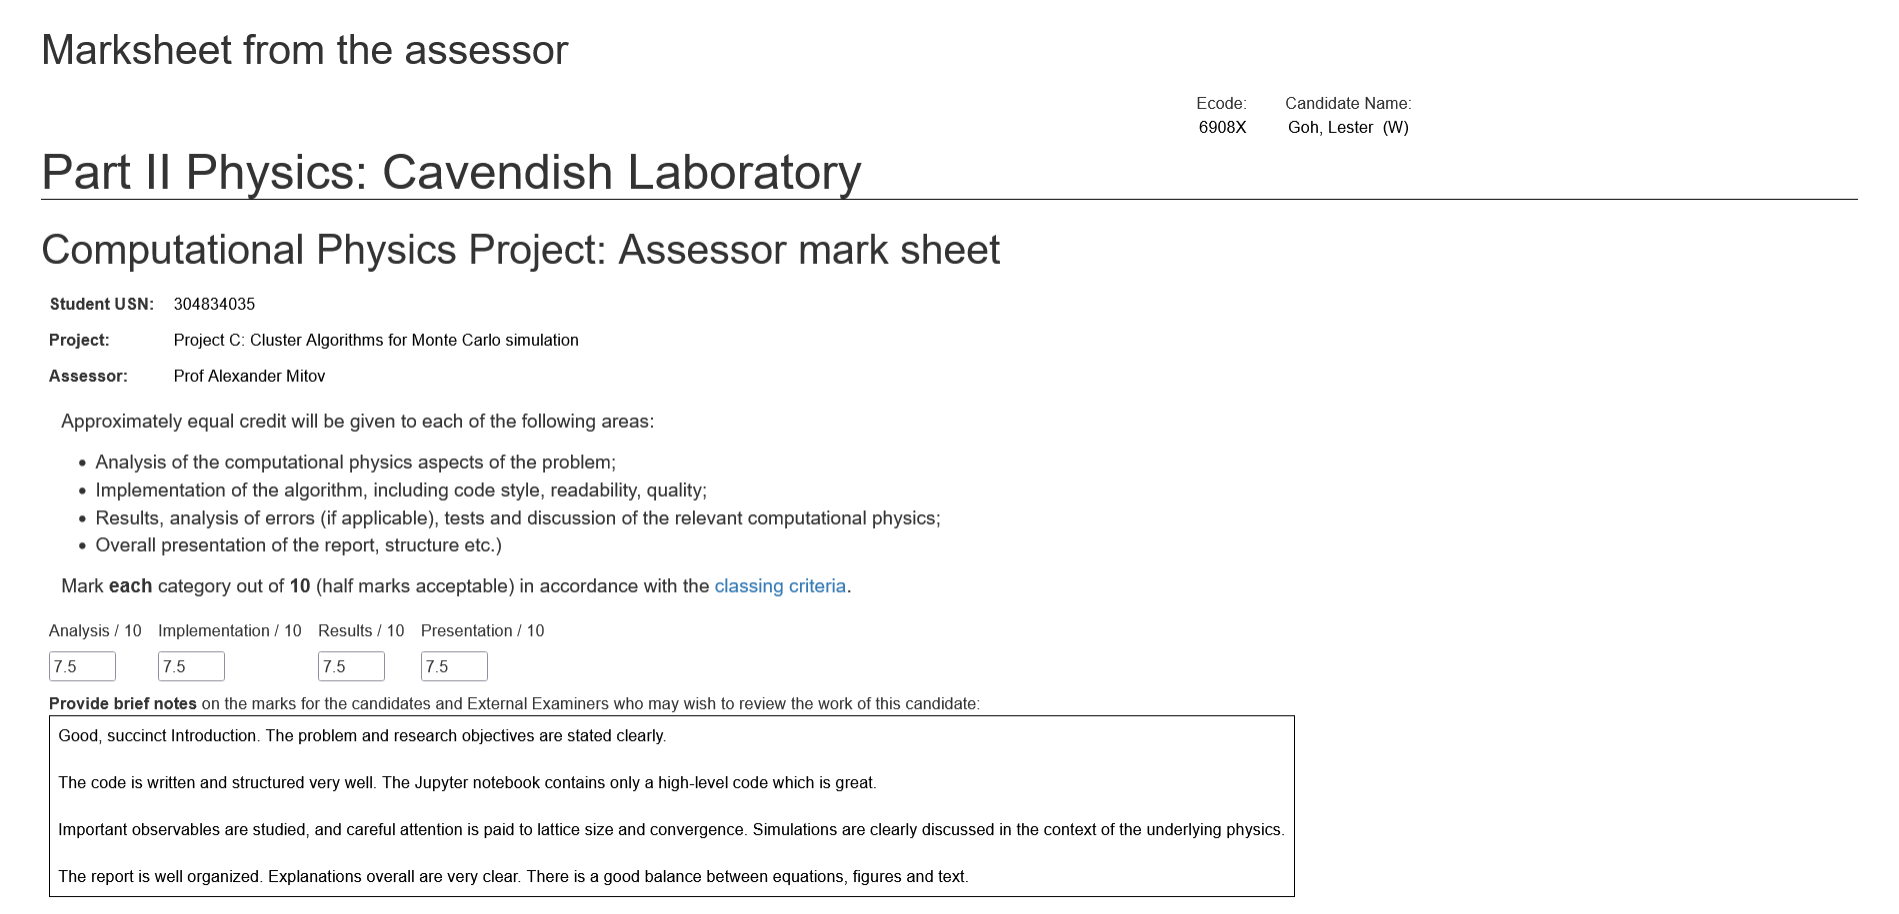 Marksheet from the assessor
Ecode: Candidate Name:
6908X Goh, Lester (W)
Part II Physics: Cavendish Laboratory
Computational Physics Project: Assessor mark sheet
Student USN: 304834035
Project: Project C: Cluster Algorithms for Monte Carlo simulation
Assessor: Prof Alexander Mitov
Approximately equal credit will be given to each of the following areas:
• Analysis of the computational physics aspects of the problem;
• Implementation of the algorithm, including code style, readability, quality;
• Results, analysis of errors (if applicable), tests and discussion of the relevant computational physics;
• Overall presentation of the report, structure etc.)
Mark each category out of 10 (half marks acceptable) in accordance with the classing criteria.
Analysis / 10 Implementation / 10 Results / 10 Presentation / 10
7.5 7.5 7.5 7.5
Provide brief notes on the marks for the candidates and External Examiners who may wish to review the work of this candidate:
Good, succinct Introduction. The problem and research objectives are stated clearly.
The code is written and structured very well. The Jupyter notebook contains only a high-level code which is great.
Important observables are studied, and careful attention is paid to lattice size and convergence. Simulations are clearly discussed in the context of the underlying physics.
The report is well organized. Explanations overall are very clear. There is a good balance between equations, figures and text.